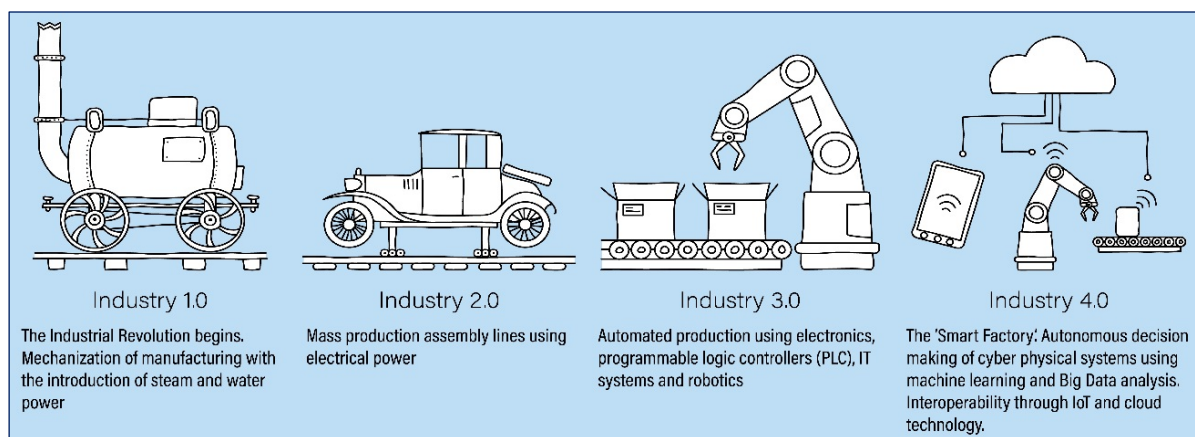 Industry 1.0
The Industrial Revolution begins.
Mechanization of manufacturing with
the introduction of steam and water
power
Industry 2.0
Mass production assembly lines using
electrical power
Industry 3.0
Automated production using electronics,
programmable logic controllers (PLC), IT
systems and robotics
Industry 4.0
The ‘Smart Factory’. Autonomous decision
making of cyber physical systems using
machine learning and Big Data analysis.
Interoperability through IoT and cloud
technology.